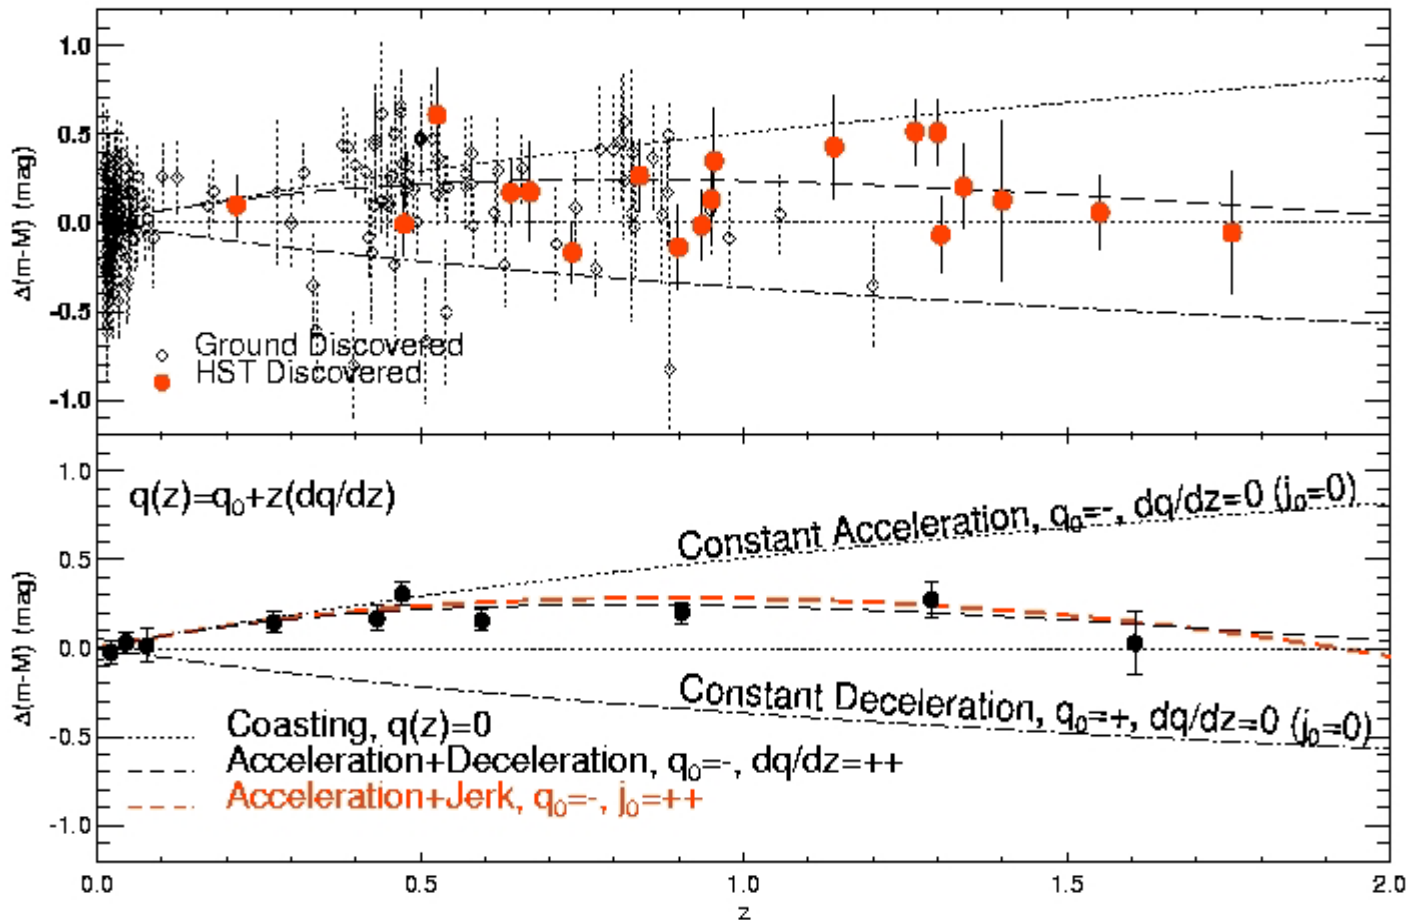 1.0
0.5
0.0
-0.5
-1.0
Δ(m-M) (mag)
Ground Discovered
HST Discovered
1.0
0.5
0.0
-0.5
-1.0
Δ(m-M) (mag)
q(z)=q₀+z(dq/dz)
Constant Acceleration, q₀=-, dq/dz=0 (j₀=0)
Constant Deceleration, q₀=+, dq/dz=0 (j₀=0)
Coasting, q(z)=0
Acceleration+Deceleration, q₀=-, dq/dz=++
Acceleration+Jerk, q₀=-, j₀=++
0.0 0.5 1.0 1.5 2.0
z